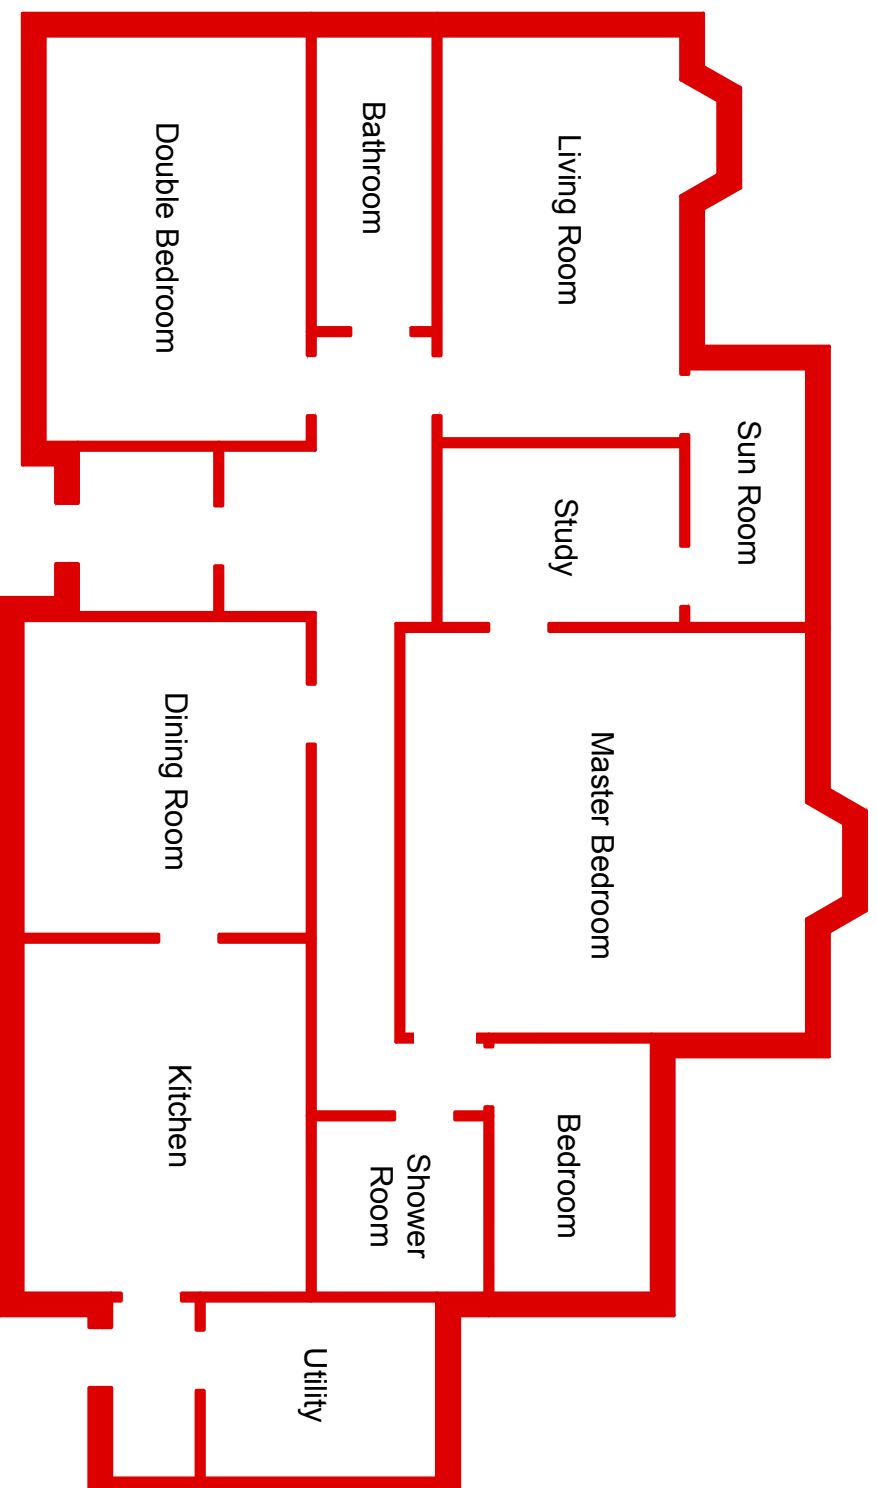 Sun Room
Living Room
Study
Master Bedroom
Bedroom
Bathroom
Shower
Room
Utility
Double Bedroom
Dining Room
Kitchen